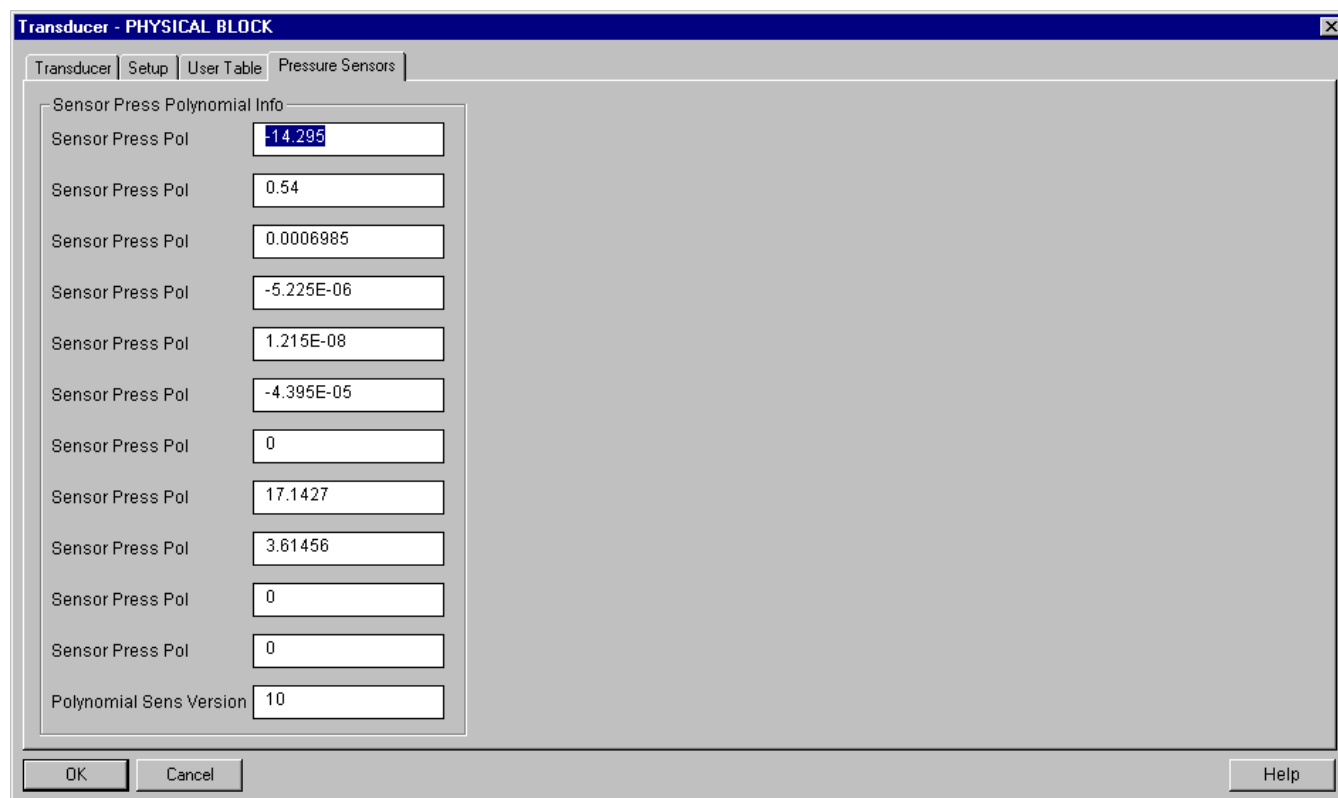 Transducer - PHYSICAL BLOCK
Transducer Setup User Table Pressure Sensors
Sensor Press Polynomial Info
Sensor Press Pol -14.295
Sensor Press Pol 0.54
Sensor Press Pol 0.0006985
Sensor Press Pol -5.225E-06
Sensor Press Pol 1.215E-08
Sensor Press Pol -4.395E-05
Sensor Press Pol 0
Sensor Press Pol 17.1427
Sensor Press Pol 3.61456
Sensor Press Pol 0
Sensor Press Pol 0
Polynomial Sens Version 10
OK Cancel Help